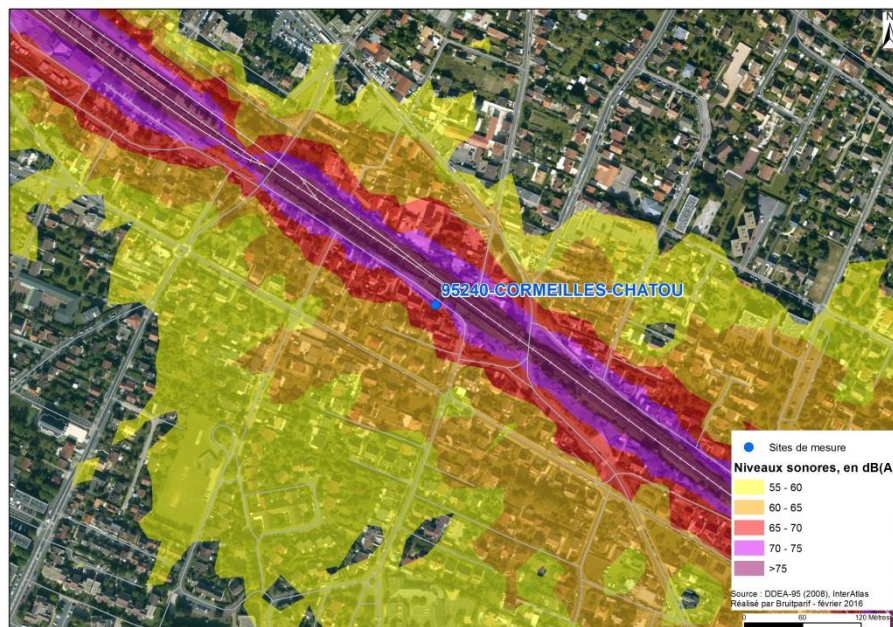 N
95240-CORMEILLES-CHATOU
Sites de mesure
Niveaux sonores, en dB(A
55 - 60
60 - 65
65 - 70
70 - 75
>75
Source : DDEA-95 (2008), InterAtlas
Réalisé par Bruitparif - février 2016
0 60 120 Mètres